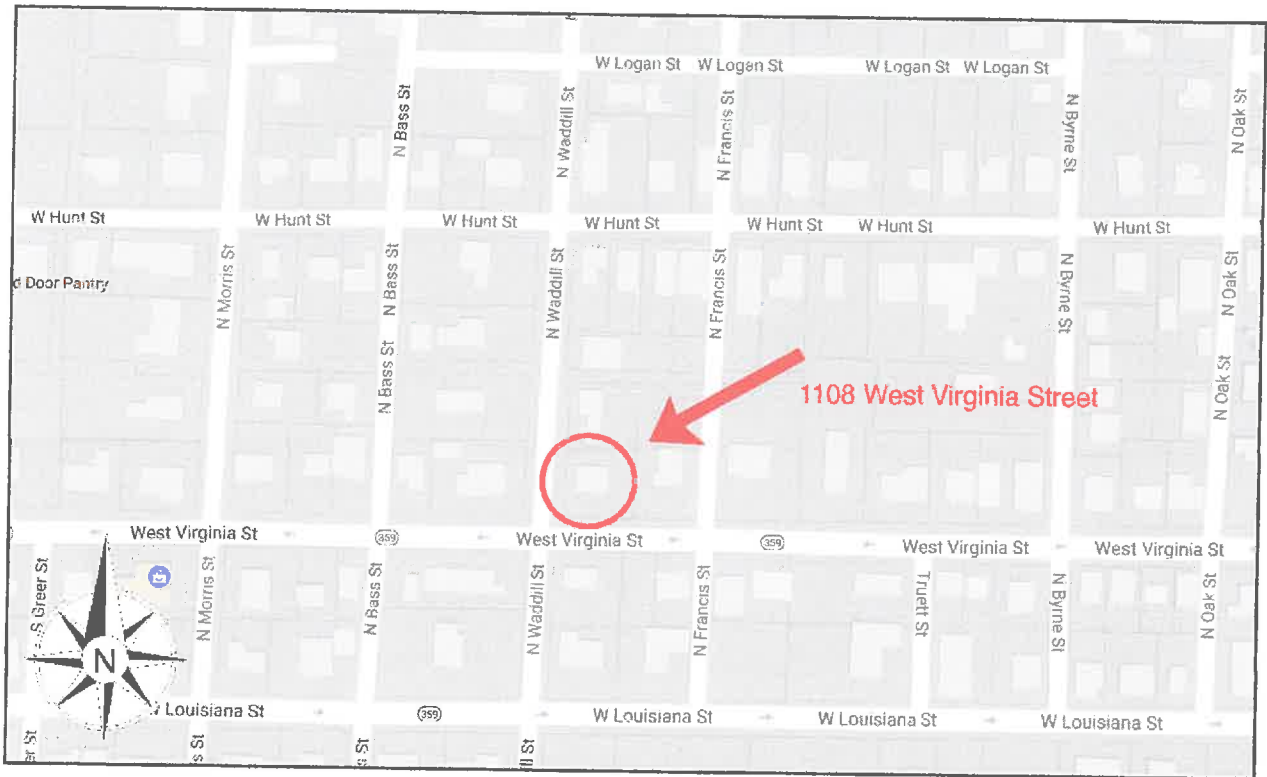 W Logan St W Logan St W Logan St W Logan St
N Bass St
N Waddill St
N Francis St
N Byrne St
N Oak St
W Hunt St W Hunt St W Hunt St W Hunt St W Hunt St W Hunt St W Hunt St
d Door Pantry
N Morris St
N Bass St
N Bass St
N Waddill St
N Francis St
N Byrne St
N Oak St
N Oak St
1108 West Virginia Street
West Virginia St 359 West Virginia St 359 West Virginia St West Virginia St
S Greer St
N Morris St
N Bass St
N Waddill St
N Francis St
Truett St
N Byrne St
N Oak St
N
Louisiana St 359 W Louisiana St W Louisiana St W Louisiana St
er St
s St
s St
ll St